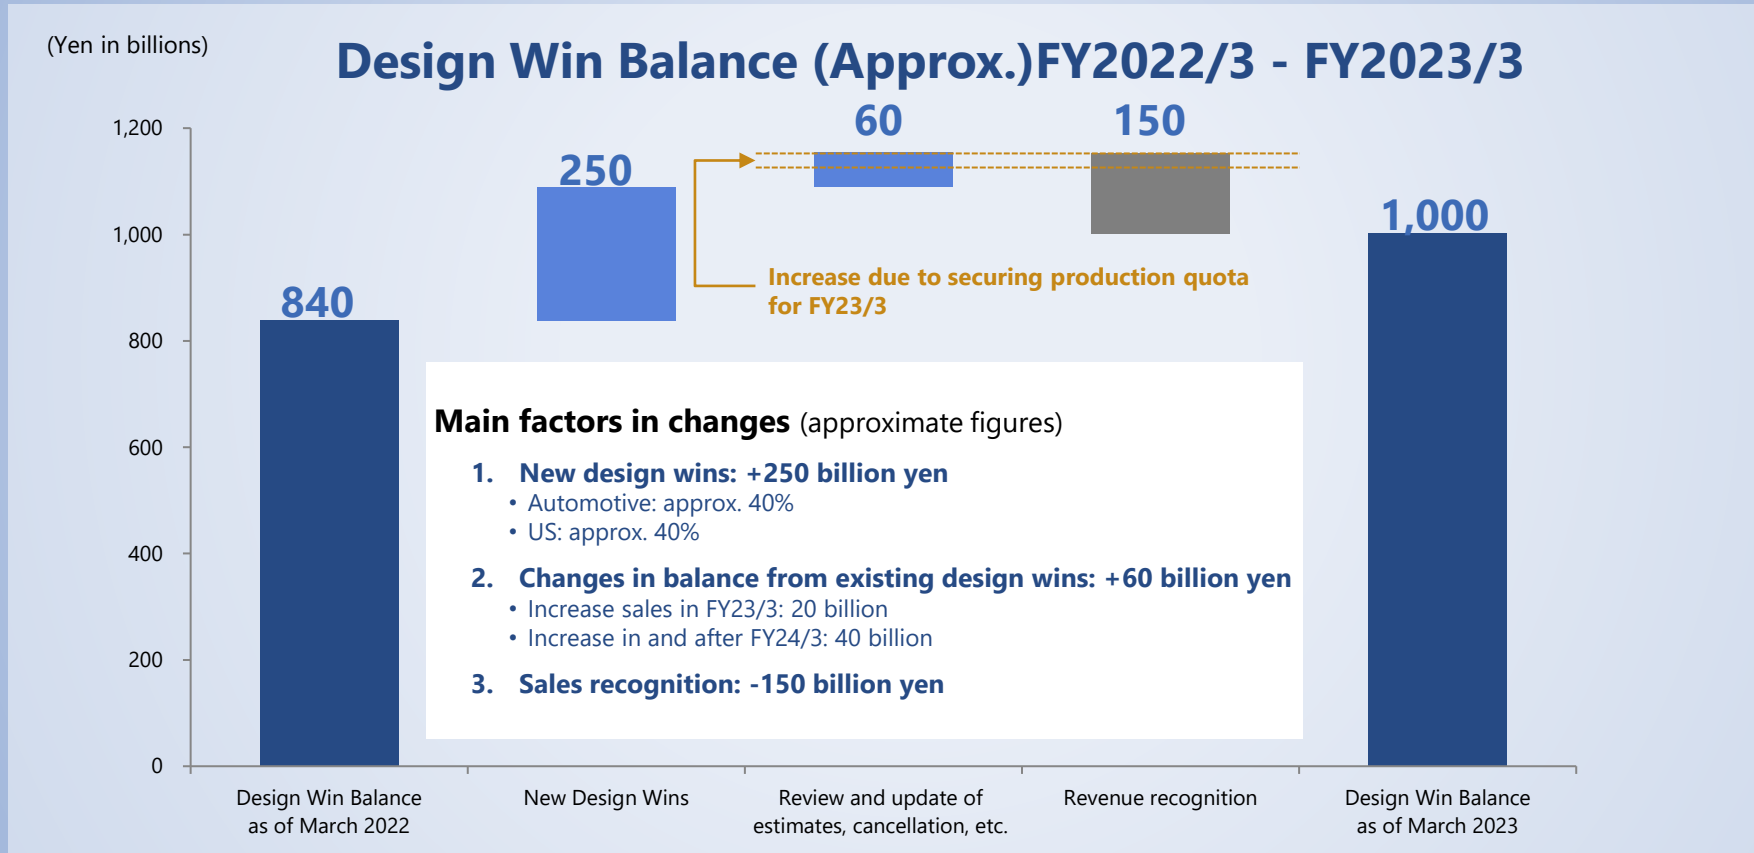 (Yen in billions)
Design Win Balance (Approx.)FY2022/3 - FY2023/3
1,200
1,000
800
600
400
200
0
840
250
60
150
1,000
Increase due to securing production quota
for FY23/3
Main factors in changes (approximate figures)
1. New design wins: +250 billion yen
• Automotive: approx. 40%
• US: approx. 40%
2. Changes in balance from existing design wins: +60 billion yen
• Increase sales in FY23/3: 20 billion
• Increase in and after FY24/3: 40 billion
3. Sales recognition: -150 billion yen
Design Win Balance
as of March 2022
New Design Wins
Review and update of
estimates, cancellation, etc.
Revenue recognition
Design Win Balance
as of March 2023